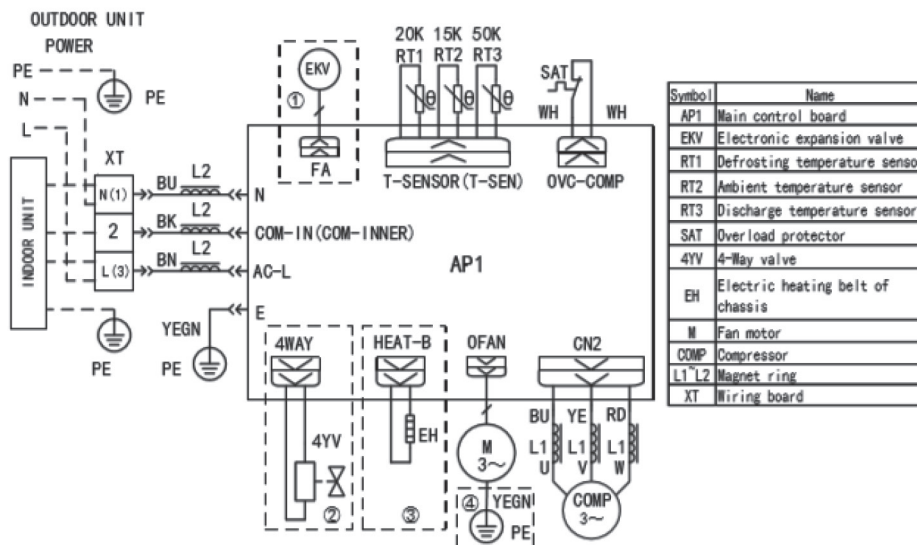 OUTDOOR UNIT
POWER
PE
PE
N
L
XT
INDOOR UNIT
N(1)
2
L(3)
BU L2
BK L2
BN L2
PE
YEGN
PE
EKV
①
FA
20K 15K 50K
RT1 RT2 RT3
θ θ θ
T-SENSOR(T-SEN)
SAT
WH WH
OVC-COMP
N
COM-IN(COM-INNER)
AC-L
E
AP1
4WAY
4YV
②
HEAT-B
EH
③
OFAN
M
3~
④ YEGN
PE
CN2
BU YE RD
L1 L1 L1
U V W
COMP
3~
Symbol Name
AP1 Main control board
EKV Electronic expansion valve
RT1 Defrosting temperature senso
RT2 Ambient temperature sensor
RT3 Discharge temperature sensor
SAT Overload protector
4YV 4-Way valve
EH Electric heating belt of
chassis
M Fan motor
COMP Compressor
L1~L2 Magnet ring
XT Wiring board